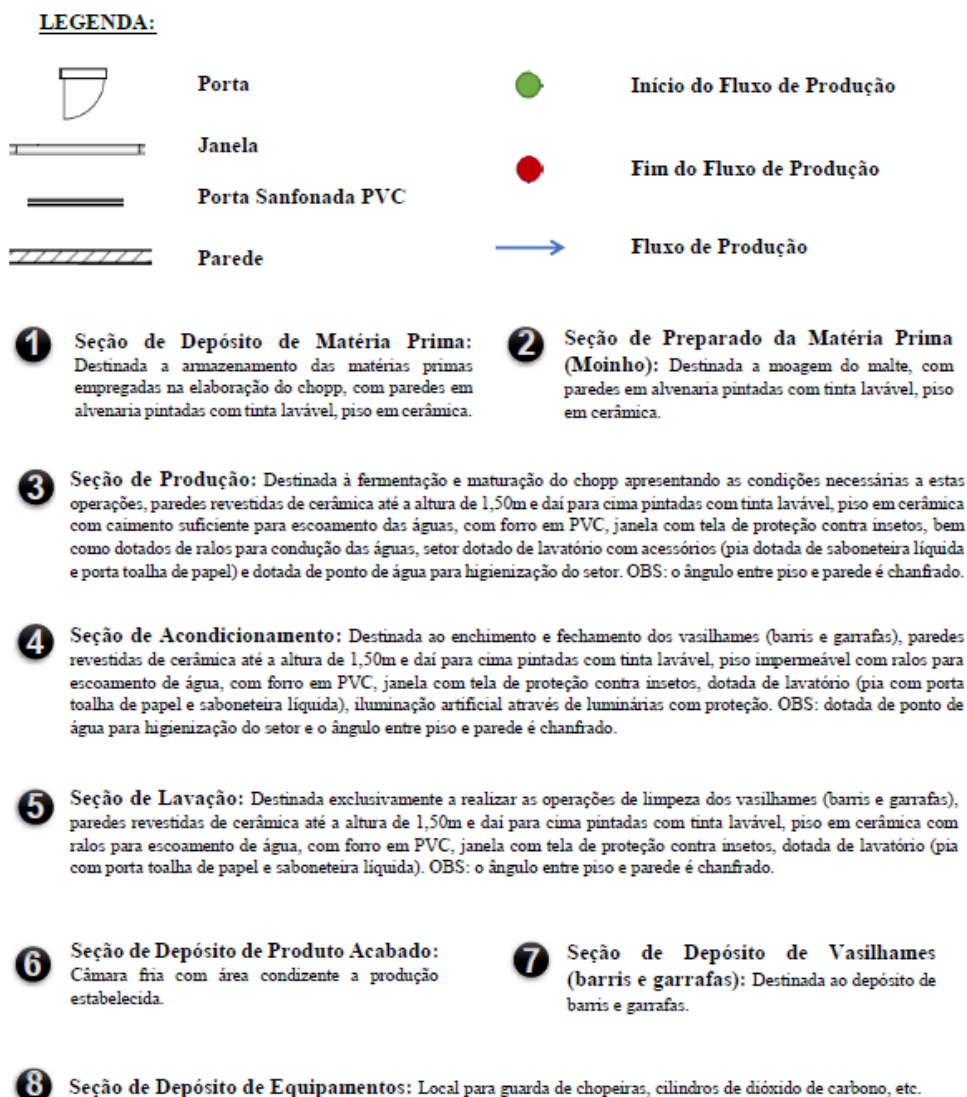 LEGENDA:
Porta
Início do Fluxo de Produção
Janela
Fim do Fluxo de Produção
Porta Sanfonada PVC
Fluxo de Produção
Parede
1 Seção de Depósito de Matéria Prima:
Destinada a armazenamento das matérias primas
empregadas na elaboração do chopp, com paredes em
alvenaria pintadas com tinta lavável, piso em cerâmica.
2 Seção de Preparado da Matéria Prima
(Moinho): Destinada a moagem do malte, com
paredes em alvenaria pintadas com tinta lavável, piso
em cerâmica.
3 Seção de Produção: Destinada à fermentação e maturação do chopp apresentando as condições necessárias a estas
operações, paredes revestidas de cerâmica até a altura de 1,50m e daí para cima pintadas com tinta lavável, piso em cerâmica
com caimento suficiente para escoamento das águas, com forro em PVC, janela com tela de proteção contra insetos, bem
como dotados de ralos para condução das águas, setor dotado de lavatório com acessórios (pia dotada de saboneteira líquida
e porta toalha de papel) e dotada de ponto de água para higienização do setor. OBS: o ângulo entre piso e parede é chanfrado.
4 Seção de Acondicionamento: Destinada ao enchimento e fechamento dos vasilhames (barris e garrafas), paredes
revestidas de cerâmica até a altura de 1,50m e daí para cima pintadas com tinta lavável, piso impermeável com ralos para
escoamento de água, com forro em PVC, janela com tela de proteção contra insetos, dotada de lavatório (pia com porta
toalha de papel e saboneteira líquida), iluminação artificial através de luminárias com proteção. OBS: dotada de ponto de
água para higienização do setor e o ângulo entre piso e parede é chanfrado.
5 Seção de Lavação: Destinada exclusivamente a realizar as operações de limpeza dos vasilhames (barris e garrafas),
paredes revestidas de cerâmica até a altura de 1,50m e daí para cima pintadas com tinta lavável, piso em cerâmica com
ralos para escoamento de água, com forro em PVC, janela com tela de proteção contra insetos, dotada de lavatório (pia
com porta toalha de papel e saboneteira líquida). OBS: o ângulo entre piso e parede é chanfrado.
6 Seção de Depósito de Produto Acabado:
Câmara fria com área condizente a produção
estabelecida.
7 Seção de Depósito de Vasilhames
(barris e garrafas): Destinada ao depósito de
barris e garrafas.
8 Seção de Depósito de Equipamentos: Local para guarda de chopeiras, cilindros de dióxido de carbono, etc.